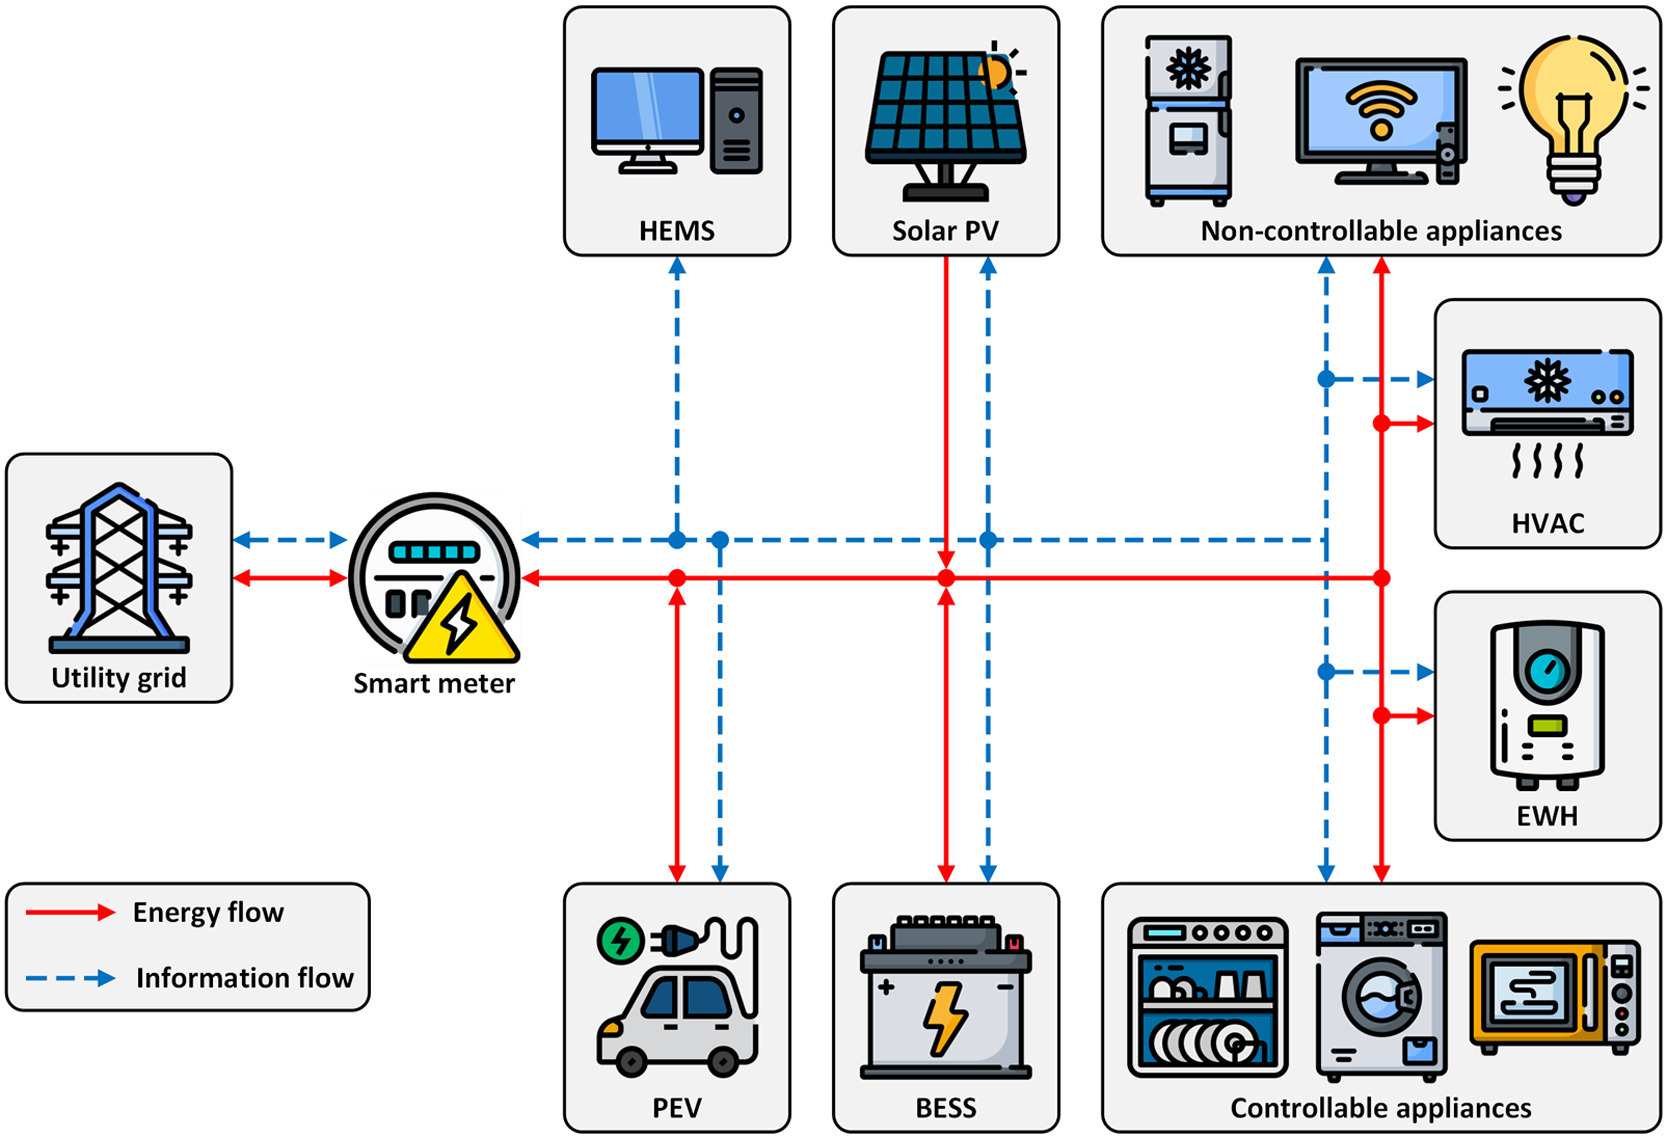 HEMS
Solar PV
Non-controllable appliances
HVAC
Utility grid
Smart meter
EWH
Energy flow
Information flow
PEV
BESS
Controllable appliances